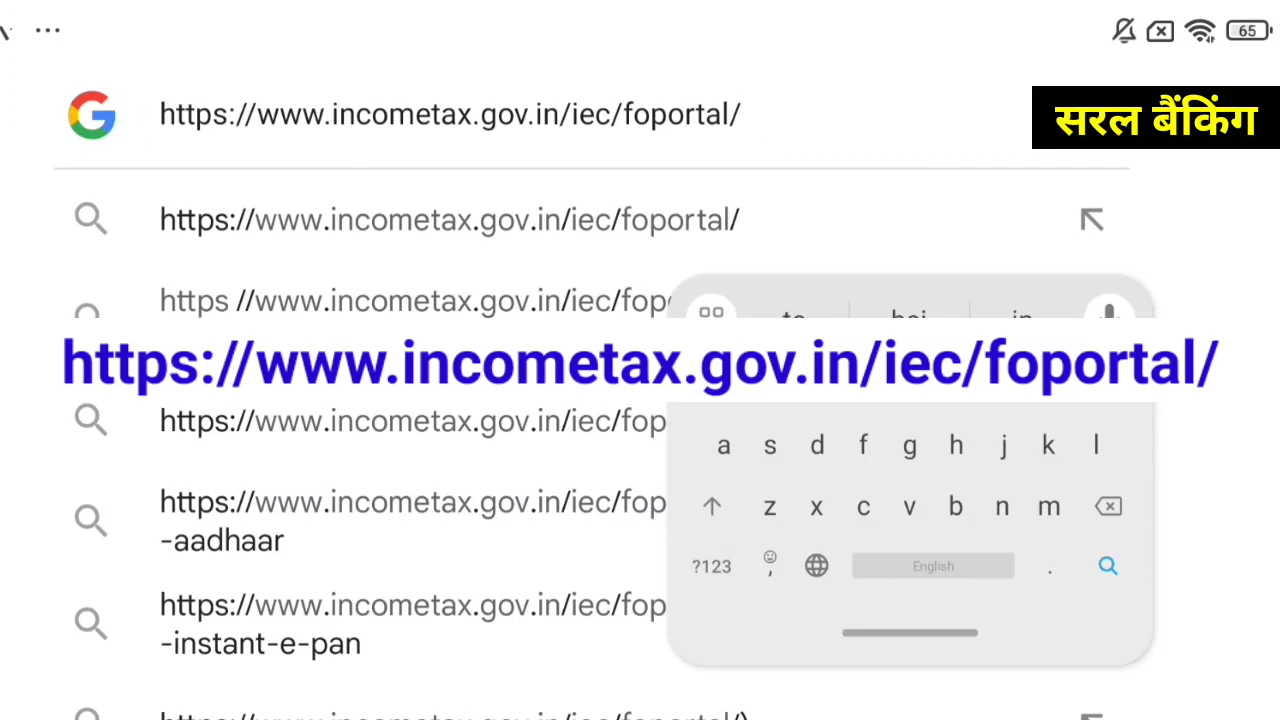 65
https://www.incometax.gov.in/iec/foportal/
सरल बैंकिंग
https://www.incometax.gov.in/iec/foportal/
https //www.incometax.gov.in/iec/fop
https://www.incometax.gov.in/iec/foportal/
https://www.incometax.gov.in/iec/fop
a s d f g h j k l
https://www.incometax.gov.in/iec/fop
-aadhaar
z x c v b n m
?123 , English .
https://www.incometax.gov.in/iec/fop
-instant-e-pan